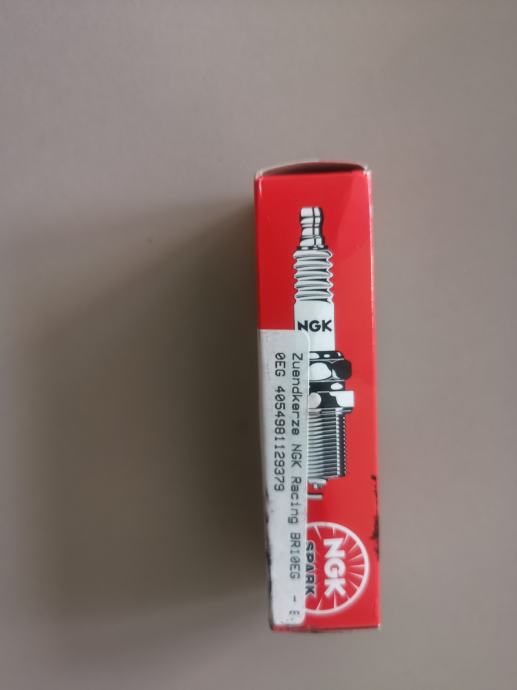 NGK
Zuendkerze NGK Racing BR10EG - B
0EG 4054981129379
NGK
SPARK